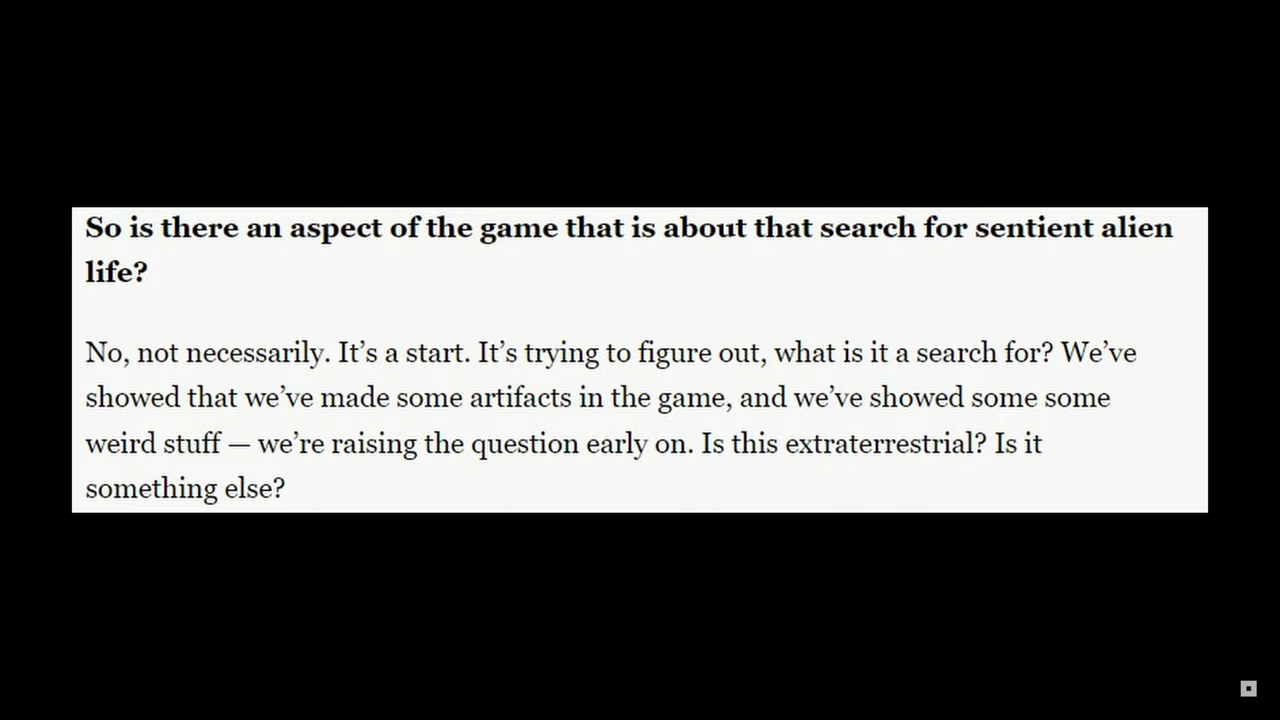 So is there an aspect of the game that is about that search for sentient alien
life?
No, not necessarily. It’s a start. It’s trying to figure out, what is it a search for? We’ve
showed that we’ve made some artifacts in the game, and we’ve showed some some
weird stuff — we’re raising the question early on. Is this extraterrestrial? Is it
something else?